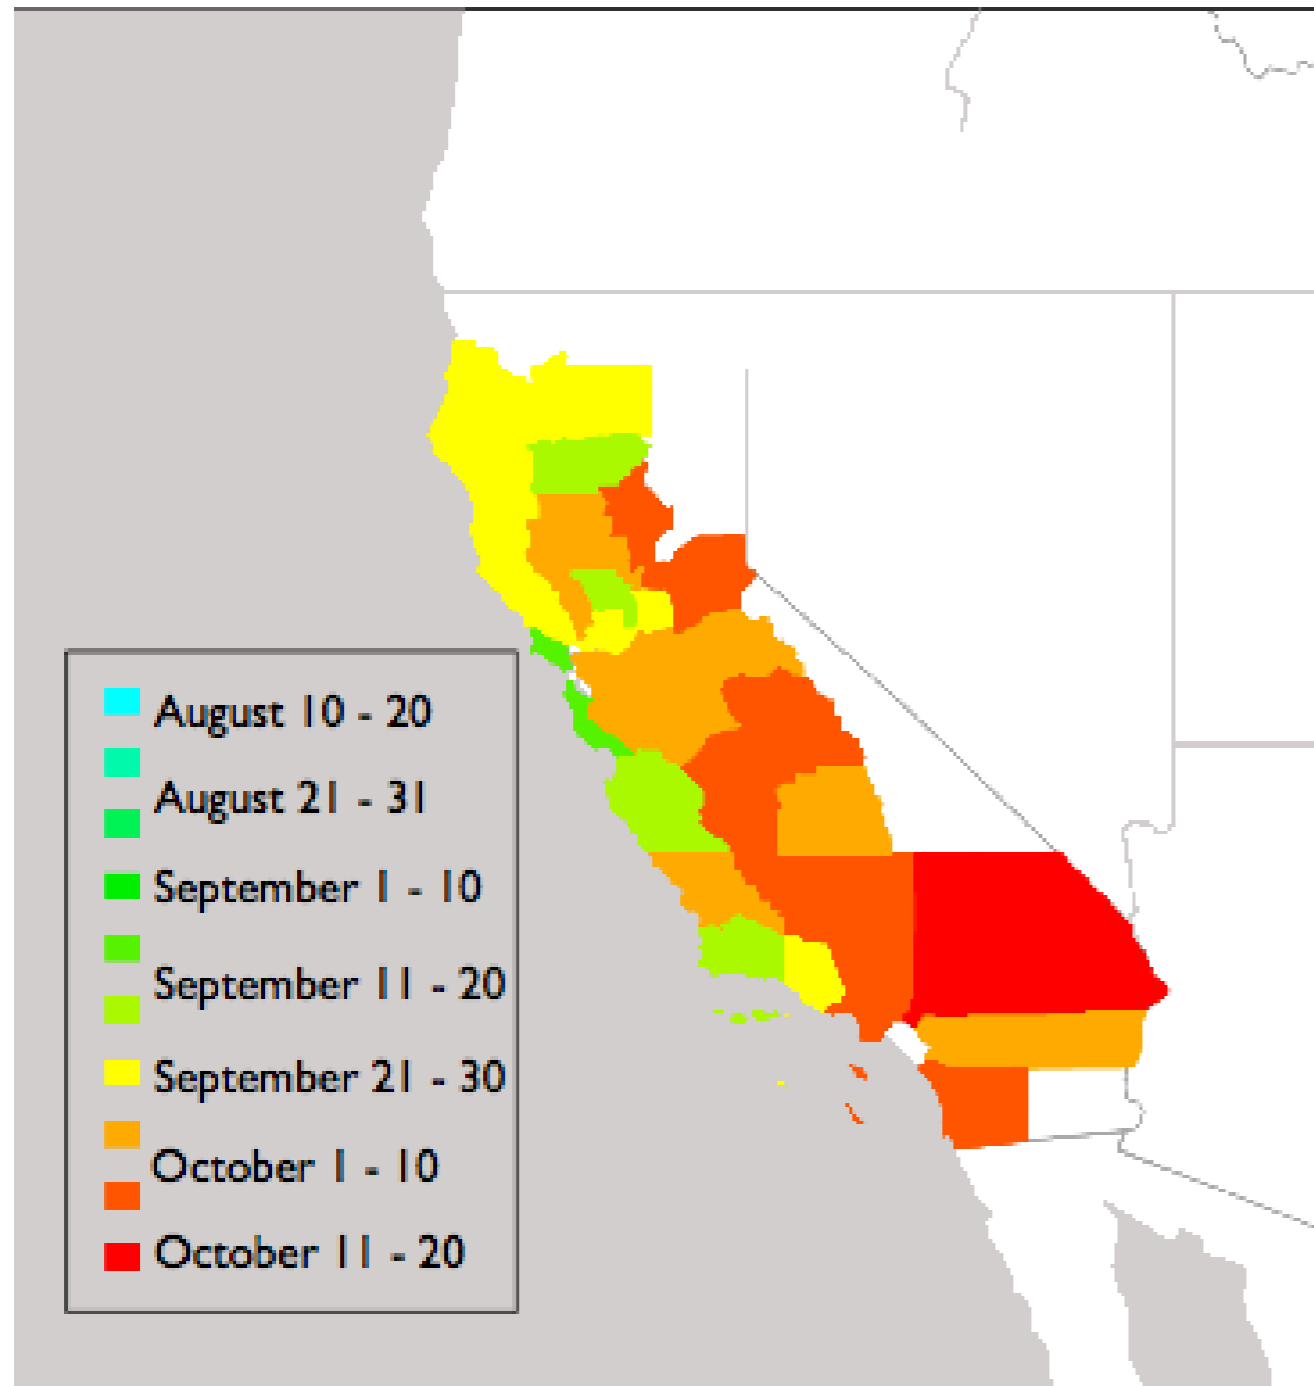 August 10 - 20
August 21 - 31
September 1 - 10
September 11 - 20
September 21 - 30
October 1 - 10
October 11 - 20